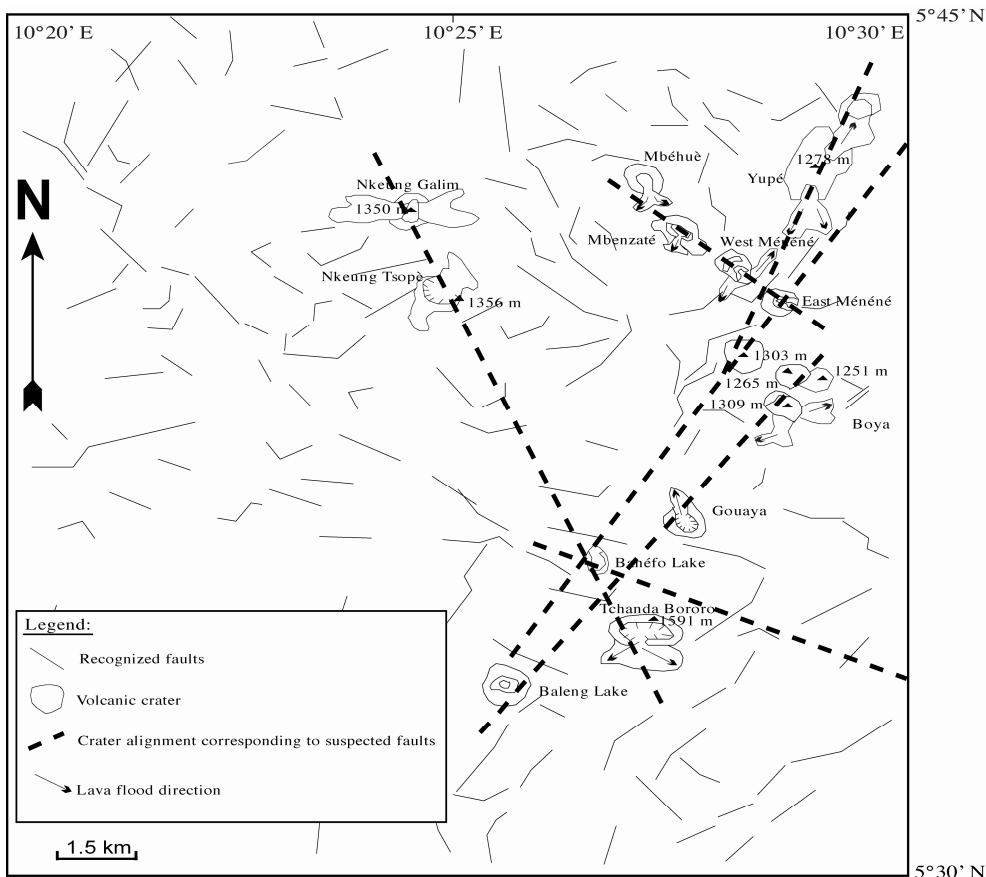 5°45' N
10°20' E
10°25' E
10°30' E
N
Mbéhuè
1278 m
Yupé
Nkeung Galim
1350 m
Mbenzaté
West Méréné
Nkeung Tsopè
1356 m
East Ménéné
1303 m
1265 m
1251 m
1309 m
Boya
Gouaya
Banéfo Lake
Tchanda Bororo
1591 m
Baleng Lake
Legend:
Recognized faults
Volcanic crater
Crater alignment corresponding to suspected faults
Lava flood direction
1.5 km
5°30' N